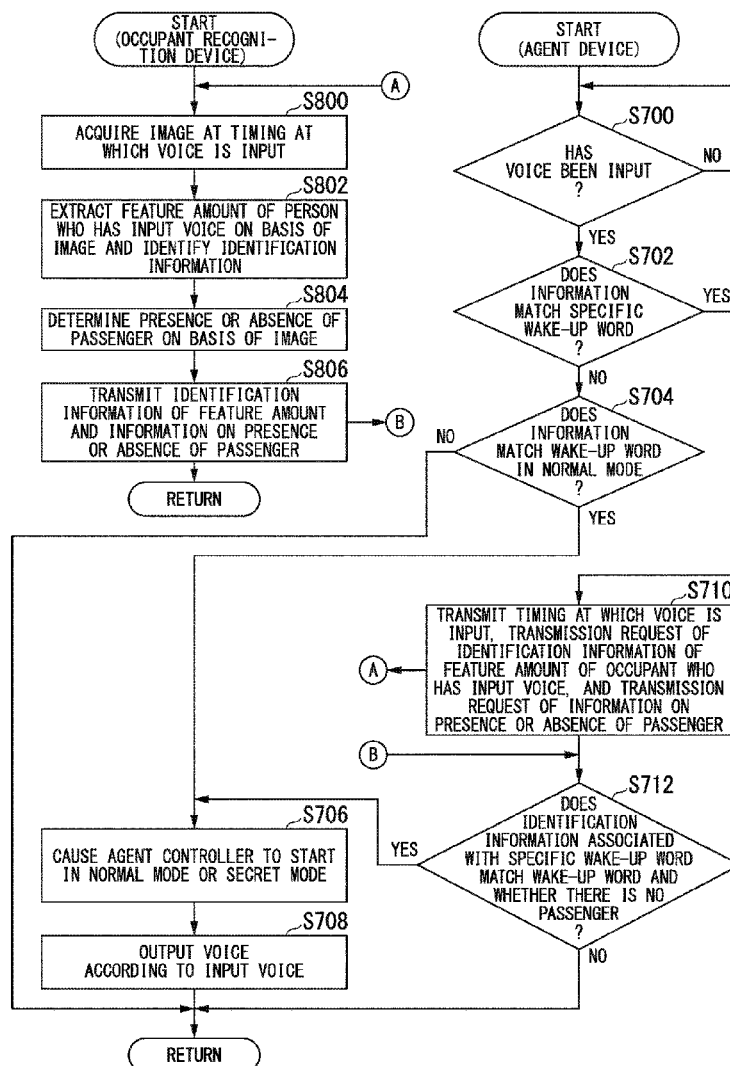 START
(OCCUPANT RECOGNI-
TION DEVICE)
A
S800
ACQUIRE IMAGE AT TIMING AT
WHICH VOICE IS INPUT
S802
EXTRACT FEATURE AMOUNT OF PERSON
WHO HAS INPUT VOICE ON BASIS OF
IMAGE AND IDENTIFY IDENTIFICATION
INFORMATION
S804
DETERMINE PRESENCE OR ABSENCE OF
PASSENGER ON BASIS OF IMAGE
S806
TRANSMIT IDENTIFICATION
INFORMATION OF FEATURE AMOUNT
AND INFORMATION ON PRESENCE
OR ABSENCE OF PASSENGER
B
RETURN
START
(AGENT DEVICE)
S700
HAS
VOICE BEEN INPUT
?
NO
YES
S702
DOES
INFORMATION
MATCH SPECIFIC
WAKE-UP WORD
?
YES
NO
S704
DOES
INFORMATION
MATCH WAKE-UP WORD
IN NORMAL MODE
?
NO
YES
S710
TRANSMIT TIMING AT WHICH VOICE IS
INPUT, TRANSMISSION REQUEST OF
IDENTIFICATION INFORMATION OF
FEATURE AMOUNT OF OCCUPANT WHO
HAS INPUT VOICE, AND TRANSMISSION
REQUEST OF INFORMATION ON
PRESENCE OR ABSENCE OF PASSENGER
A
B
S712
DOES
IDENTIFICATION
INFORMATION ASSOCIATED
WITH SPECIFIC WAKE-UP WORD
MATCH WAKE-UP WORD AND
WHETHER THERE IS NO
PASSENGER
?
YES
NO
S706
CAUSE AGENT CONTROLLER TO START
IN NORMAL MODE OR SECRET MODE
S708
OUTPUT VOICE
ACCORDING TO INPUT VOICE
RETURN